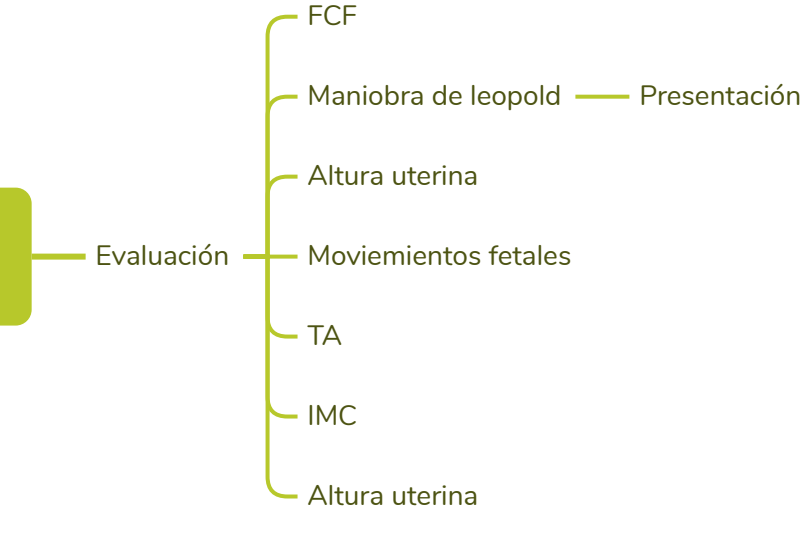 FCF
Maniobra de leopold
Presentación
Altura uterina
Evaluación
Moviemientos fetales
TA
IMC
Altura uterina